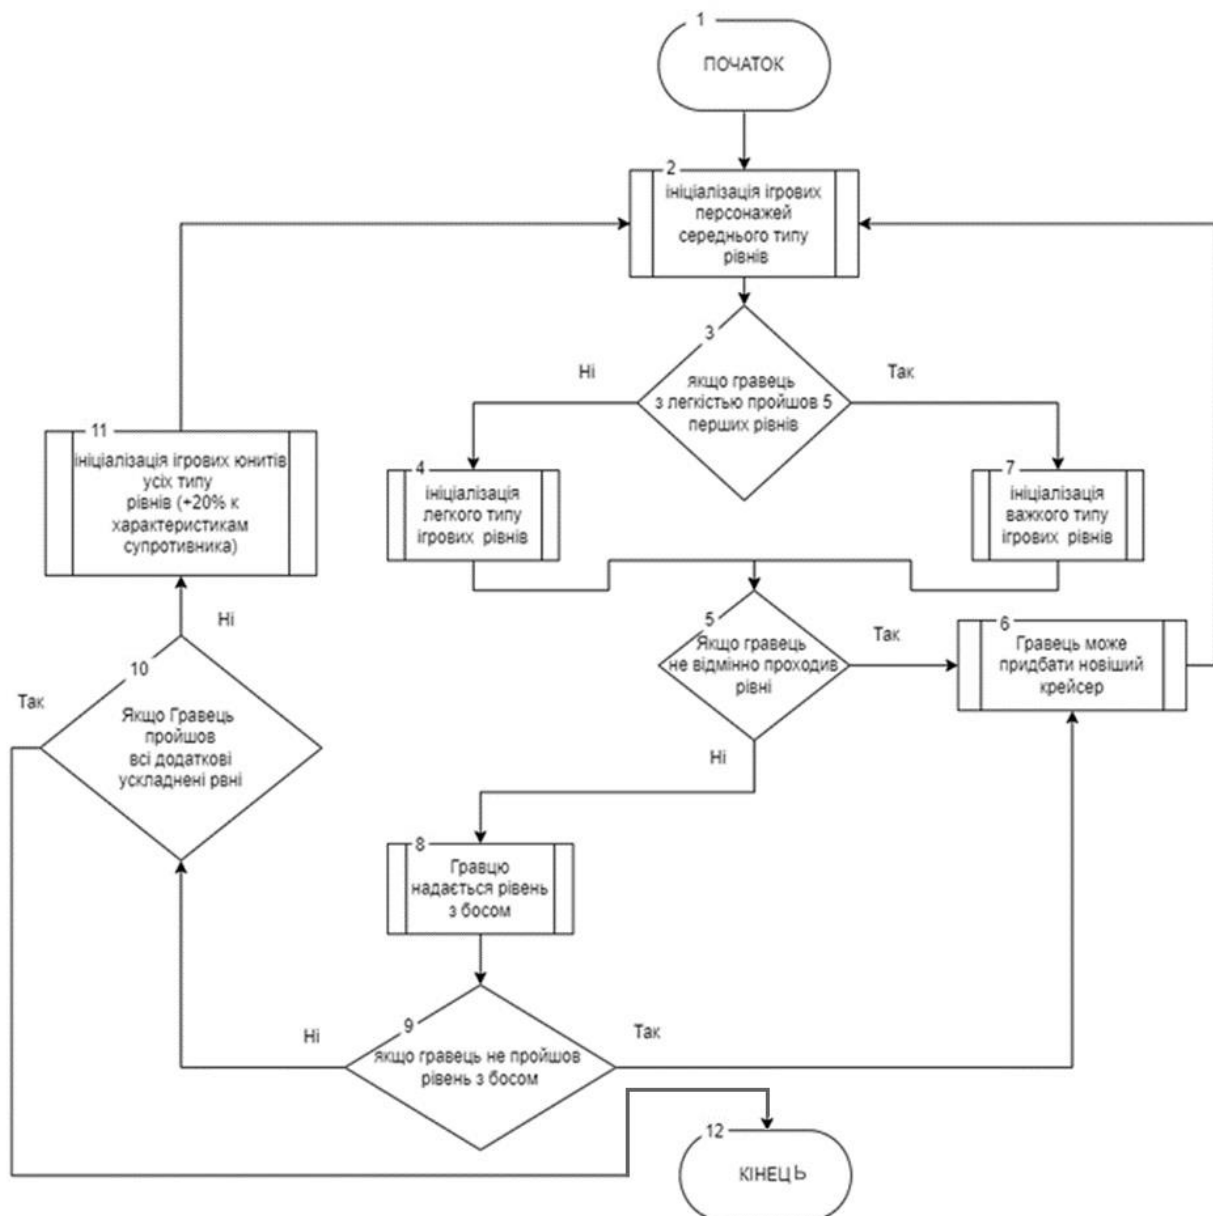 1
ПОЧАТОК
2
ініціалізація ігрових
персонажей
середнього типу
рівнів
3
якщо гравець
з легкістью пройшов 5
перших рівнів
Ні
Так
4
ініціалізація
легкого типу
ігрових рівнів
7
ініціалізація
важкого типу
ігрових рівнів
11
ініціалізація ігрових юнитів
усіх типу
рівнів (+20% к
характеристикам
супротивника)
Ні
5
Якщо гравець
не відмінно проходив
рівні
Так
Ні
6
Гравець може
придбати новіший
крейсер
10
Якщо Гравець
пройшов
всі додаткові
ускладнені рвні
Так
8
Гравцю
надається рівень
з босом
9
якщо гравець не пройшов
рівень з босом
Ні
Так
12
КІНЕЦЬ